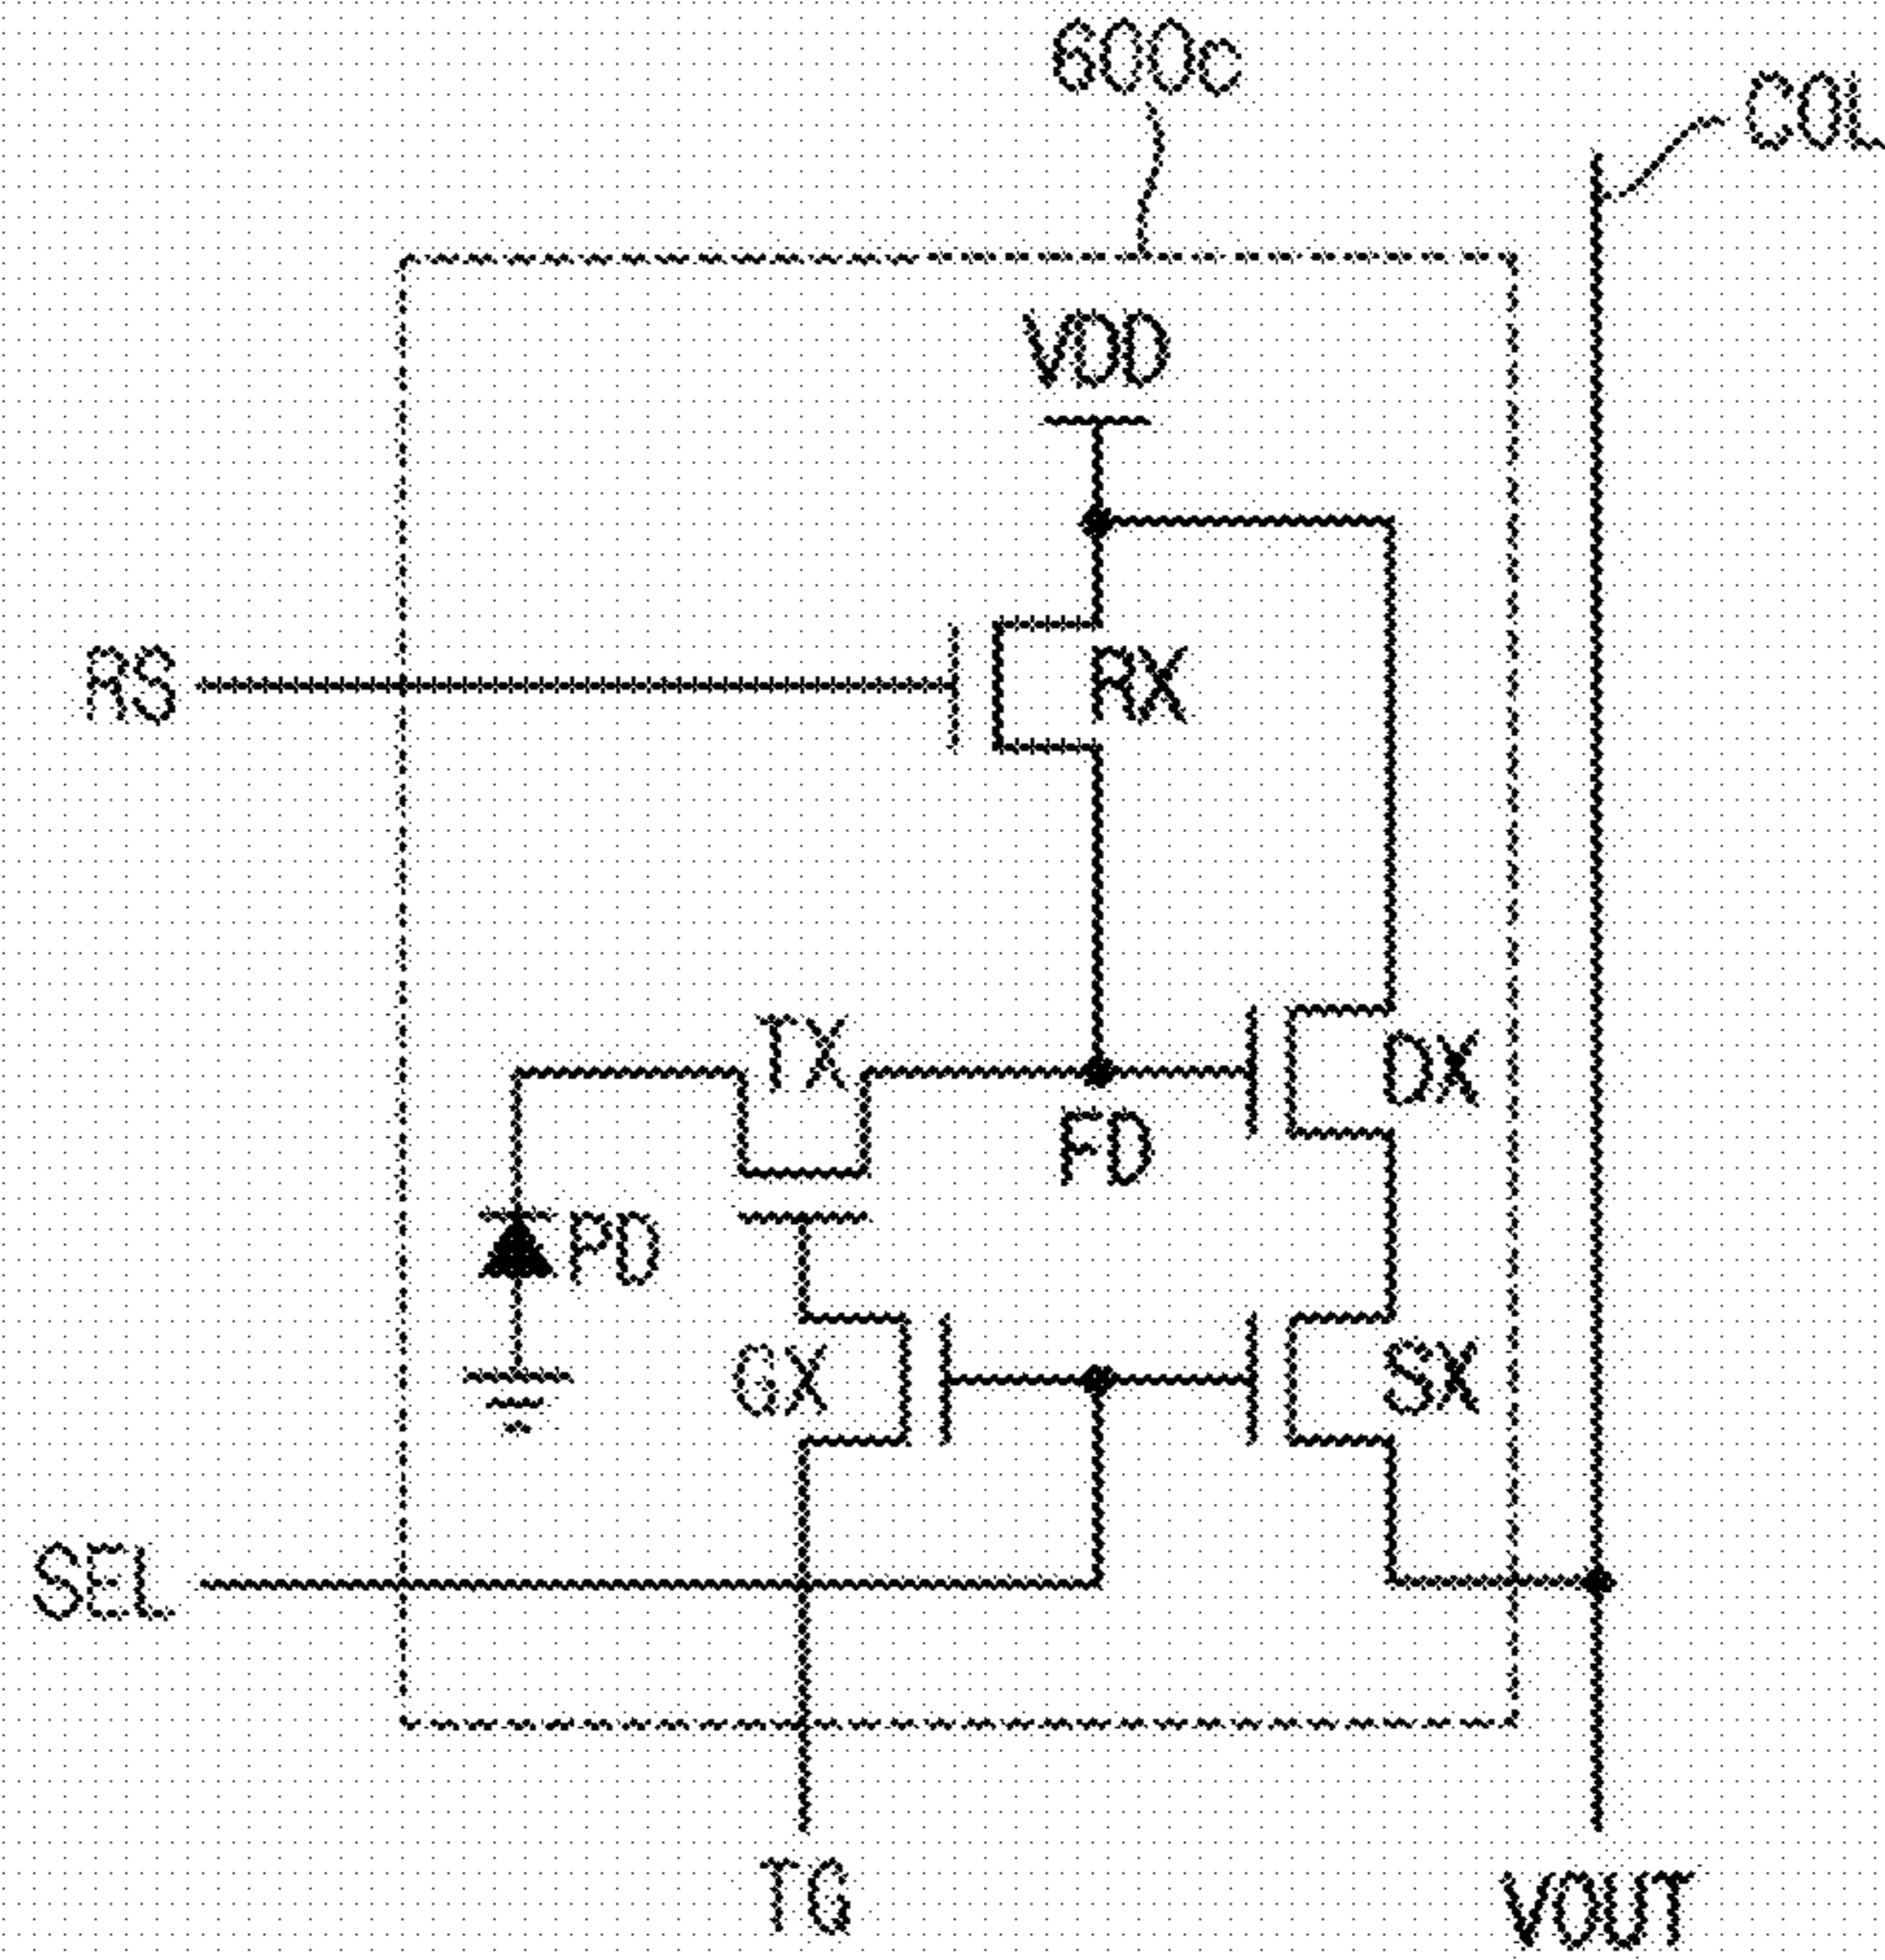 600c
COL
VDD
RS
RX
TX
DX
FD
PD
GX
SX
SEL
TG
VOUT